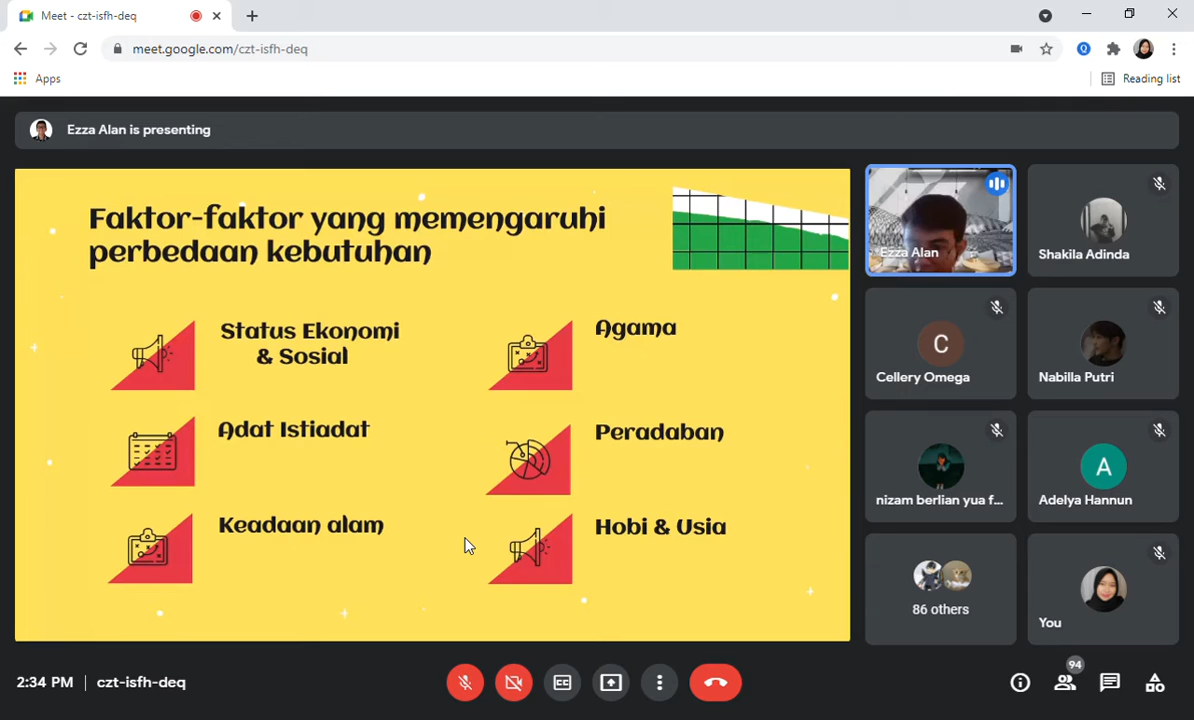 Meet - czt-isfh-deq
meet.google.com/czt-isfh-deq
Q
Apps
Reading list
Ezza Alan is presenting
Faktor-faktor yang memengaruhi
perbedaan kebutuhan
Status Ekonomi
& Sosial
Agama
Adat Istiadat
Peradaban
Keadaan alam
Hobi & Usia
Ezza Alan
Shakila Adinda
C
Cellery Omega
Nabilla Putri
nizam berlian yua f...
A
Adelya Hannun
86 others
You
2:34 PM | czt-isfh-deq
CC
94